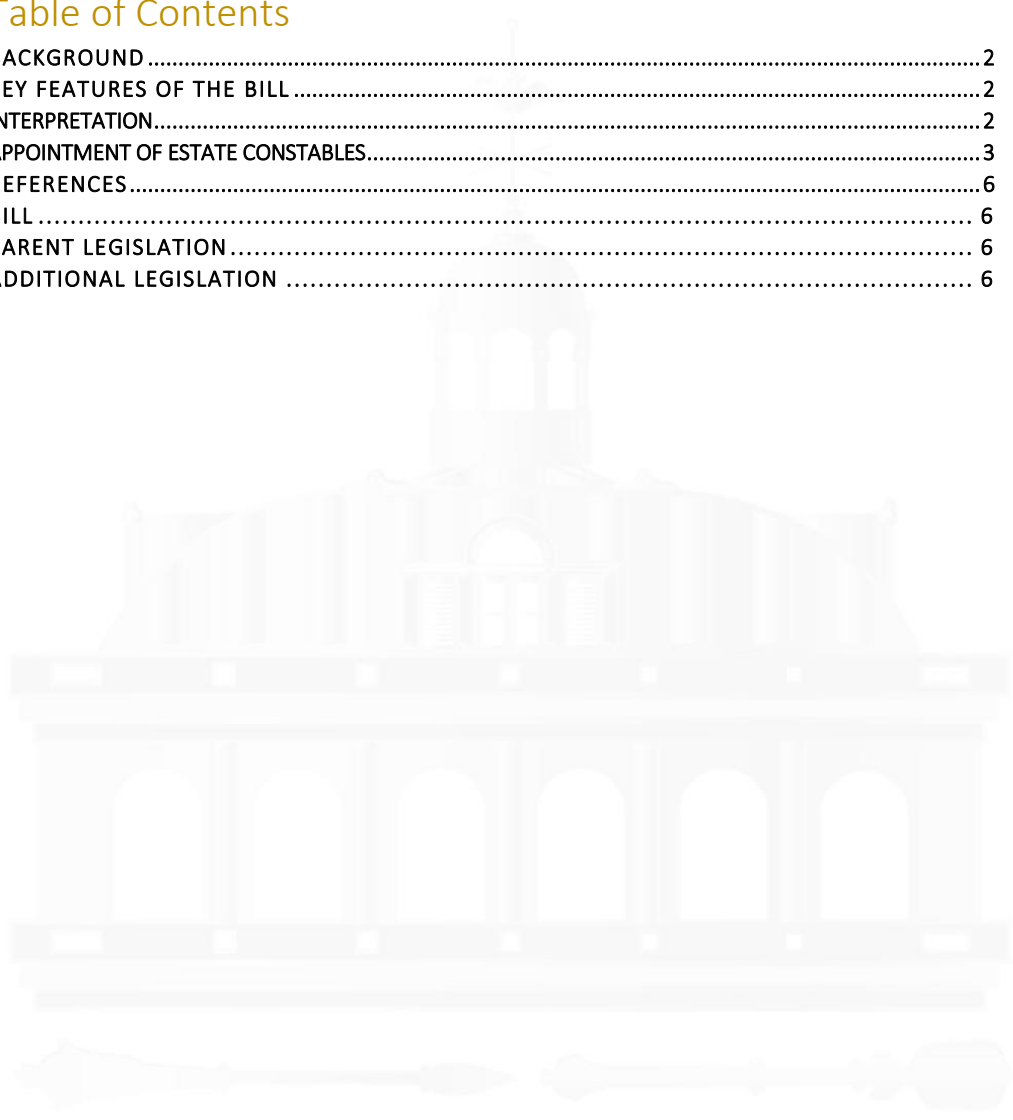 Table of Contents
ACKGROUND 2
EY FEATURES OF THE BILL 2
NTERPRETATION 2
APPOINTMENT OF ESTATE CONSTABLES 3
EFERENCES 6
ILL 6
ARENT LEGISLATION 6
ADDITIONAL LEGISLATION 6